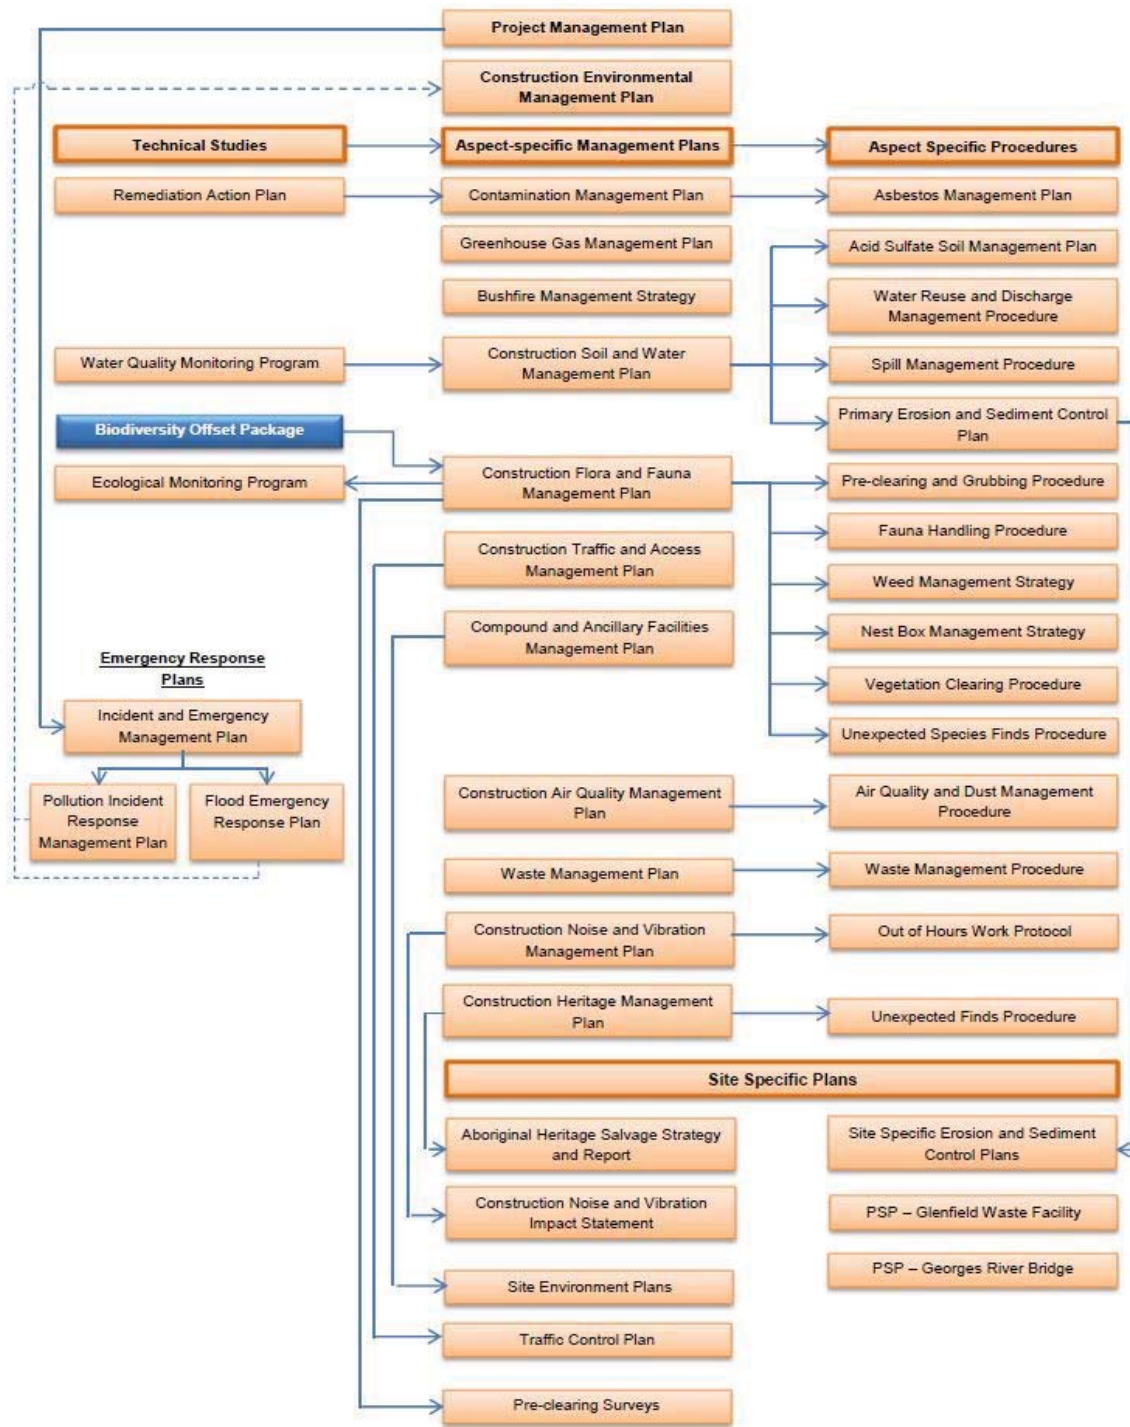 Project Management Plan
Construction Environmental
Management Plan
Technical Studies
Aspect-specific Management Plans
Aspect Specific Procedures
Remediation Action Plan
Contamination Management Plan
Asbestos Management Plan
Greenhouse Gas Management Plan
Acid Sulfate Soil Management Plan
Bushfire Management Strategy
Water Reuse and Discharge
Management Procedure
Water Quality Monitoring Program
Construction Soil and Water
Management Plan
Spill Management Procedure
Biodiversity Offset Package
Primary Erosion and Sediment Control
Plan
Ecological Monitoring Program
Construction Flora and Fauna
Management Plan
Pre-clearing and Grubbing Procedure
Fauna Handling Procedure
Construction Traffic and Access
Management Plan
Weed Management Strategy
Compound and Ancillary Facilities
Management Plan
Nest Box Management Strategy
Emergency Response
Plans
Vegetation Clearing Procedure
Incident and Emergency
Management Plan
Unexpected Species Finds Procedure
Pollution Incident
Response
Management Plan
Flood Emergency
Response Plan
Construction Air Quality Management
Plan
Air Quality and Dust Management
Procedure
Waste Management Plan
Waste Management Procedure
Construction Noise and Vibration
Management Plan
Out of Hours Work Protocol
Construction Heritage Management
Plan
Unexpected Finds Procedure
Site Specific Plans
Aboriginal Heritage Salvage Strategy
and Report
Site Specific Erosion and Sediment
Control Plans
Construction Noise and Vibration
Impact Statement
PSP – Glenfield Waste Facility
Site Environment Plans
PSP – Georges River Bridge
Traffic Control Plan
Pre-clearing Surveys